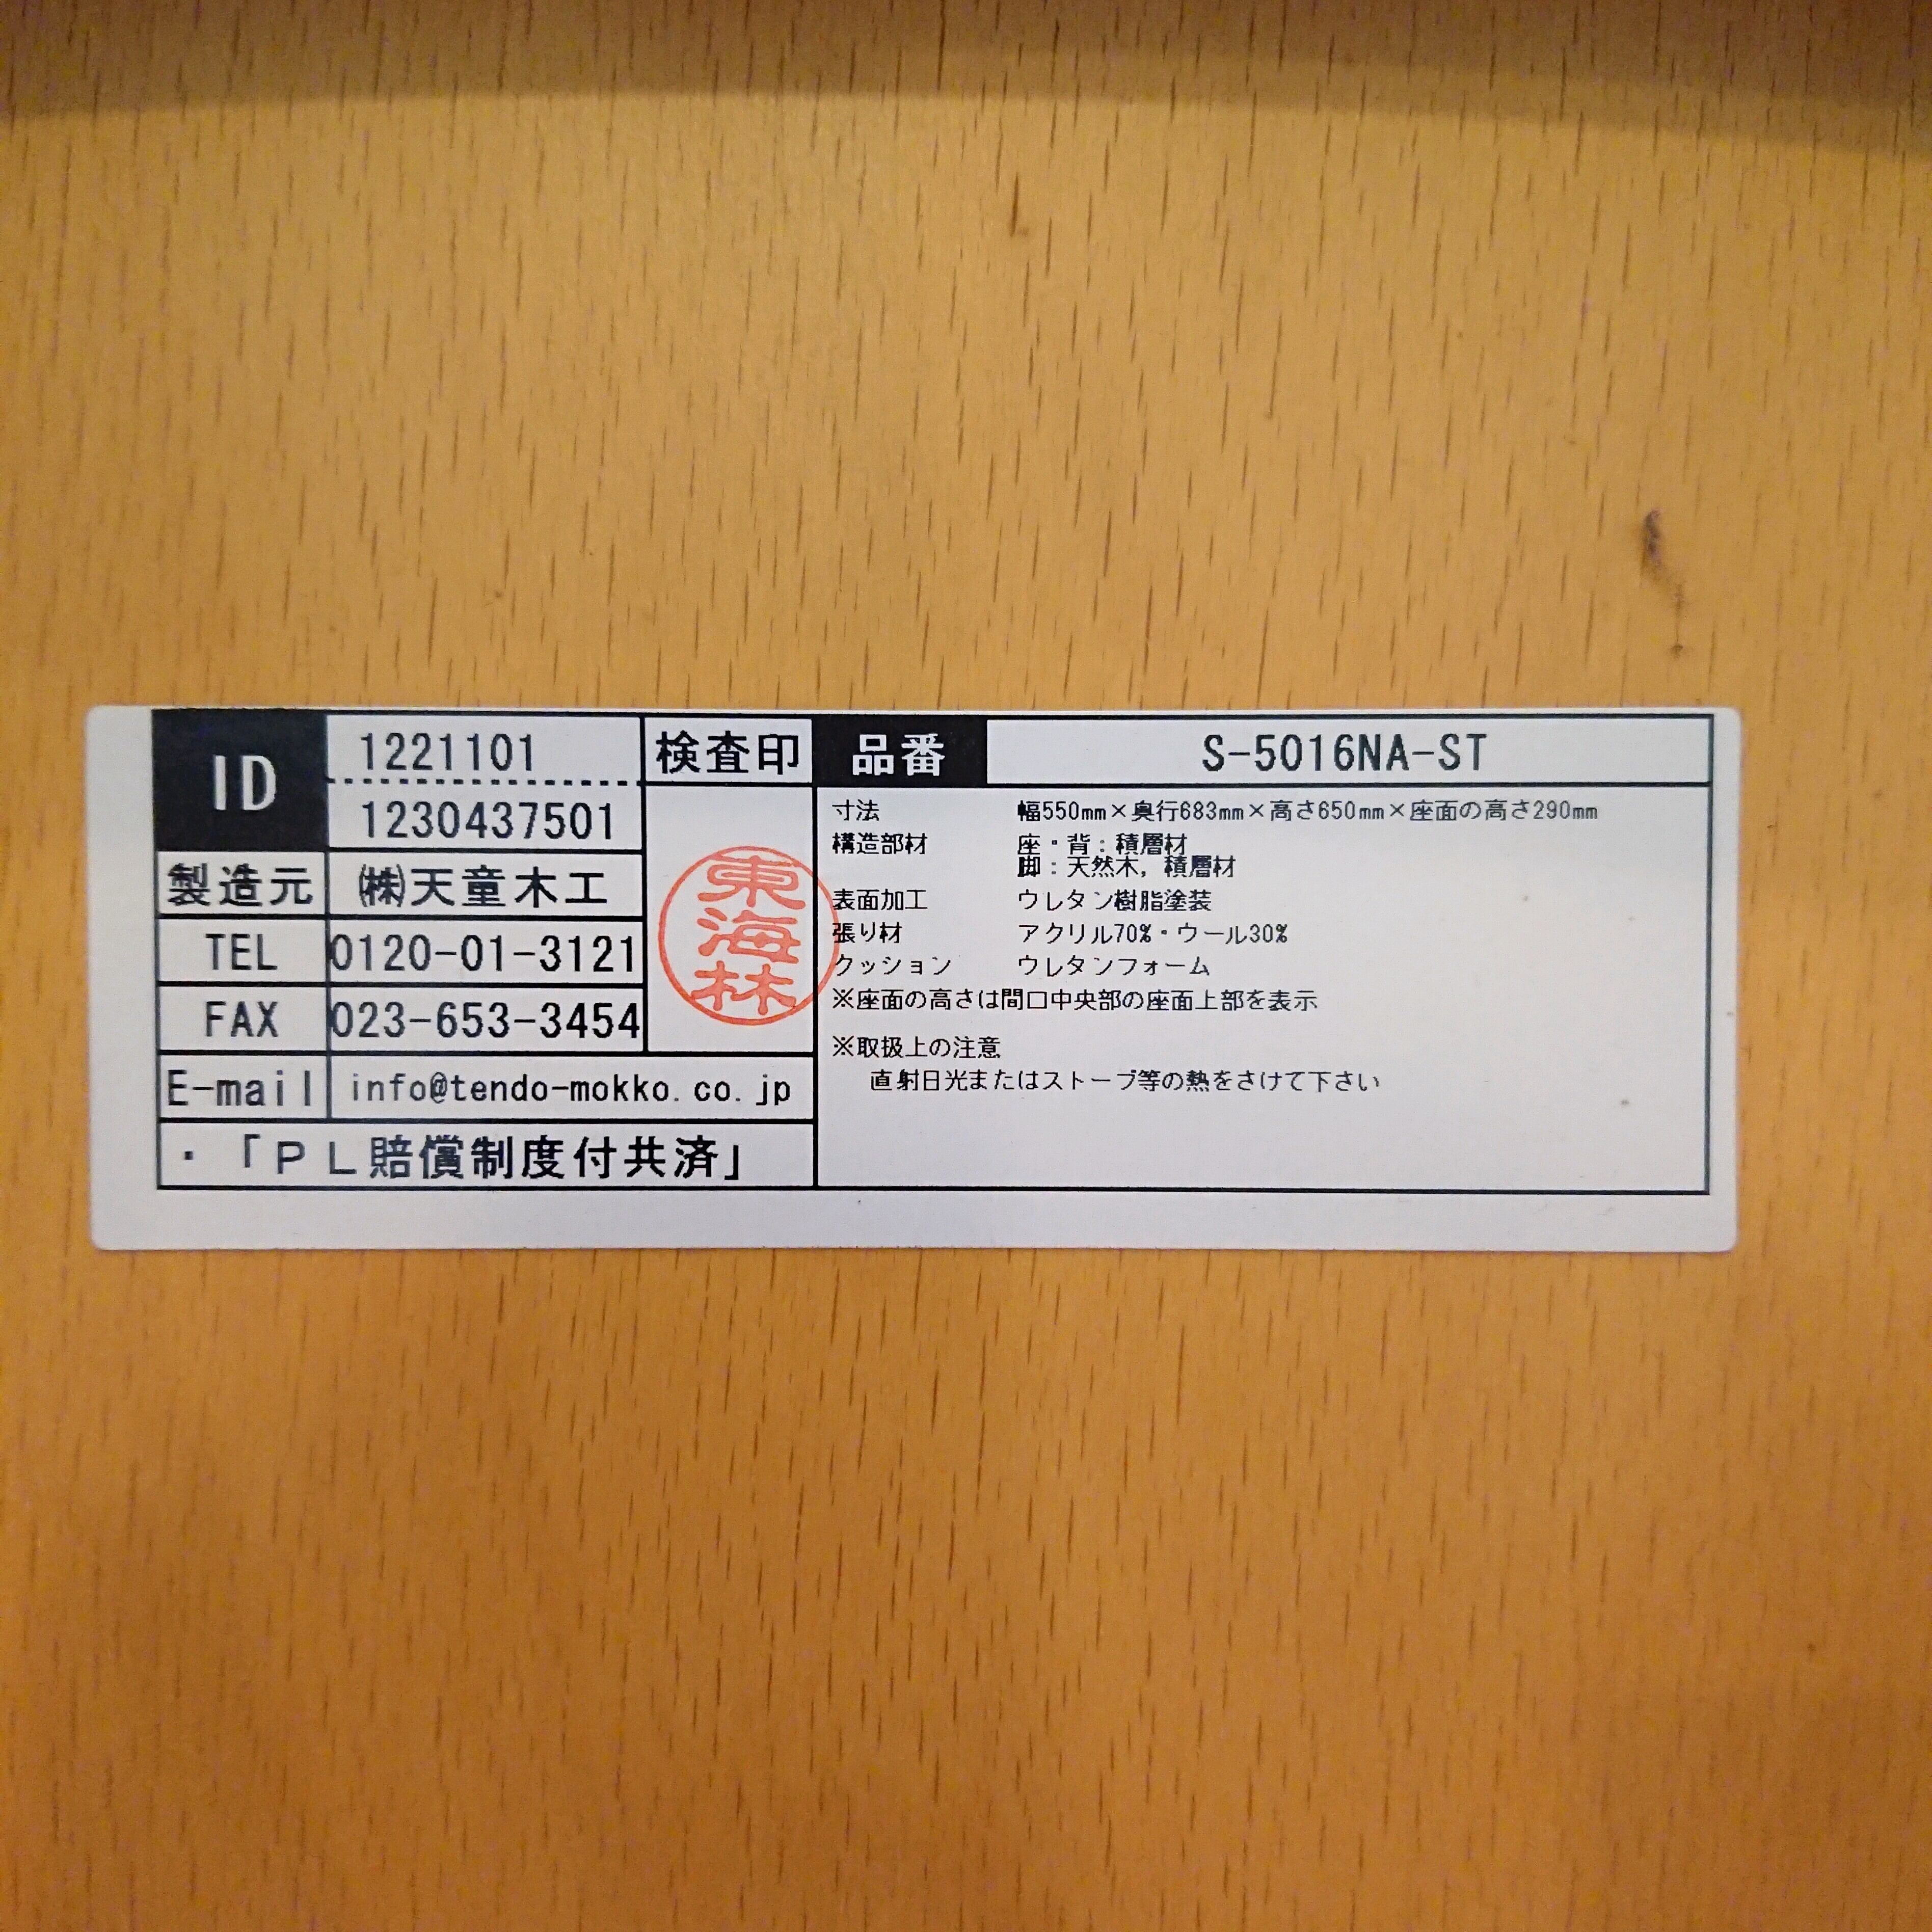 ID 1221101
1230437501
製造元 ㈱天童木工
TEL 0120-01-3121
FAX 023-653-3454
E-mail info@tendo-mokko.co.jp
・「ＰＬ賠償制度付共済」
検査印
東海林
品番 S-5016NA-ST
寸法 幅550mm×奥行683mm×高さ650mm×座面の高さ290mm
構造部材 座・背：積層材
脚：天然木，積層材
表面加工 ウレタン樹脂塗装
張り材 アクリル70%・ウール30%
クッション ウレタンフォーム
※座面の高さは間口中央部の座面上部を表示
※取扱上の注意
直射日光またはストーブ等の熱をさけて下さい